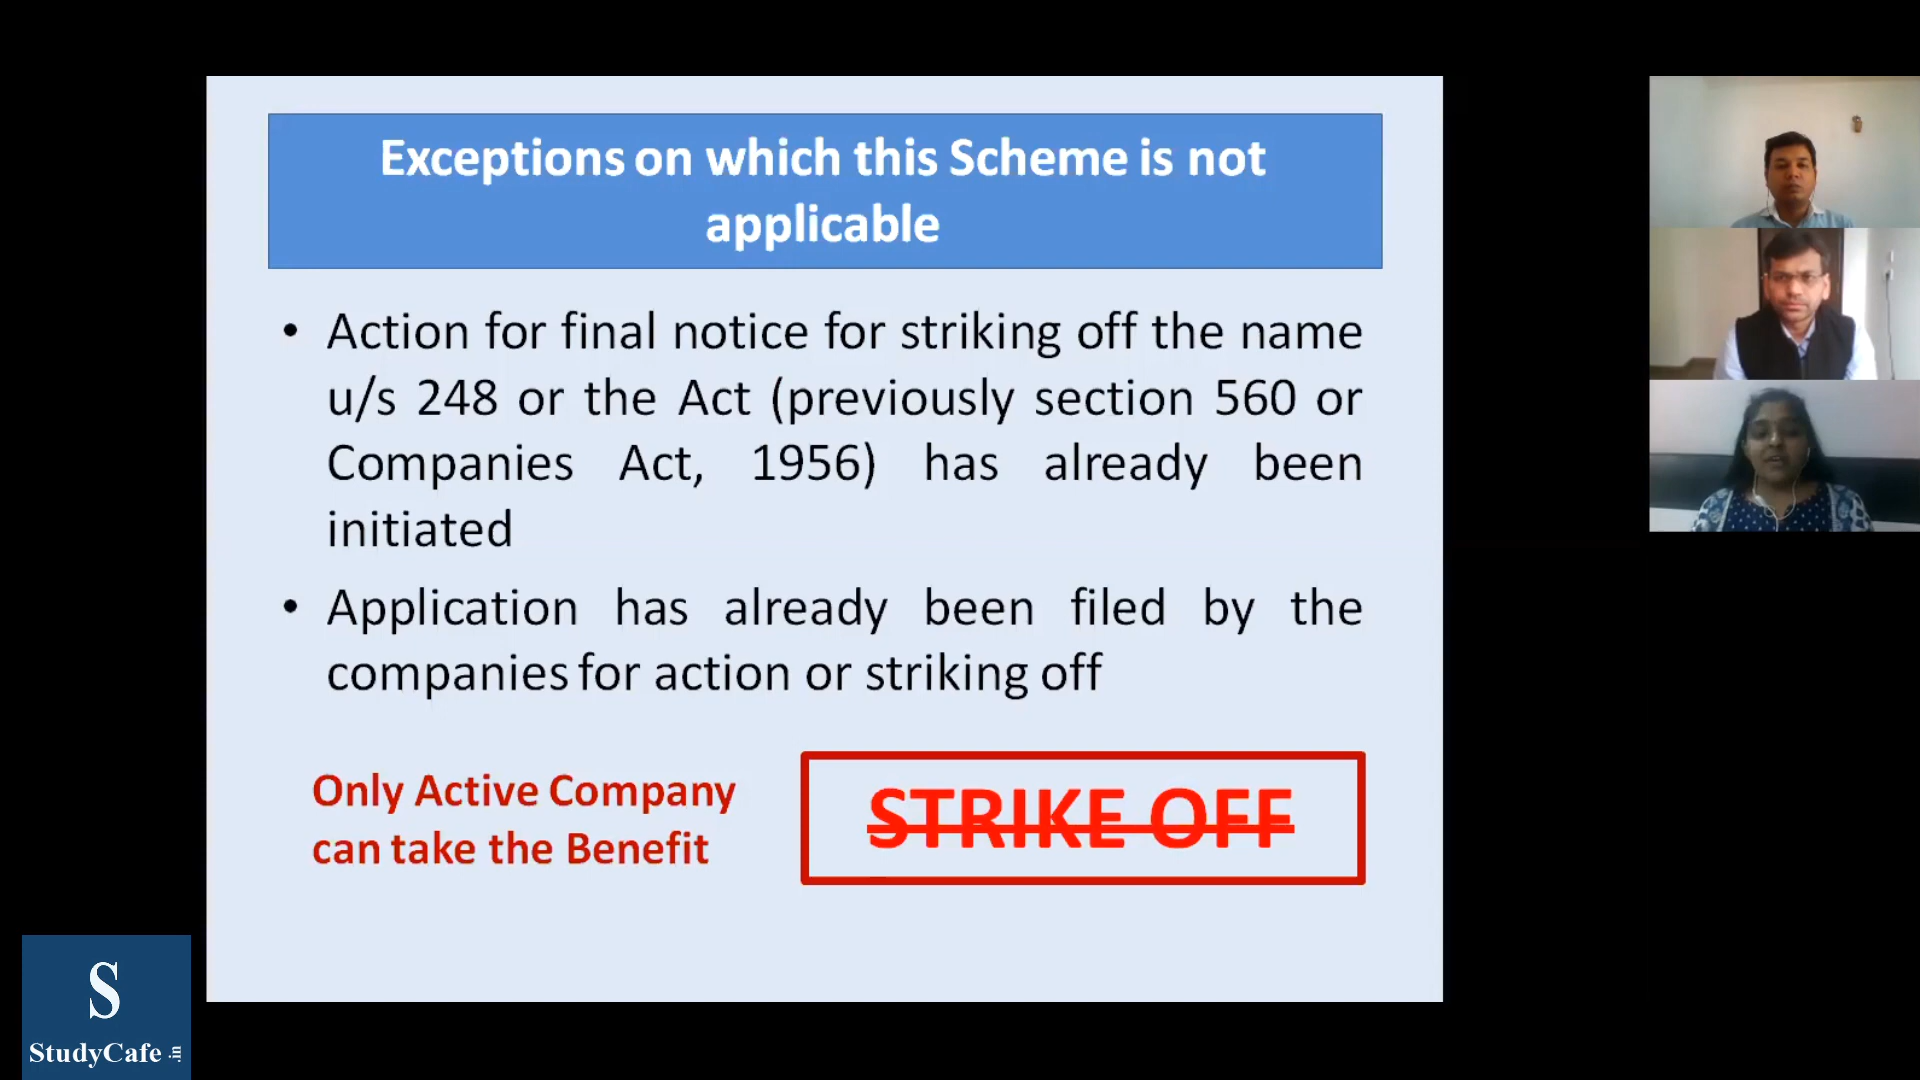 Exceptions on which this Scheme is not
applicable
• Action for final notice for striking off the name
u/s 248 or the Act (previously section 560 or
Companies Act, 1956) has already been
initiated
• Application has already been filed by the
companies for action or striking off
Only Active Company
can take the Benefit
STRIKE OFF
S
StudyCafe .in